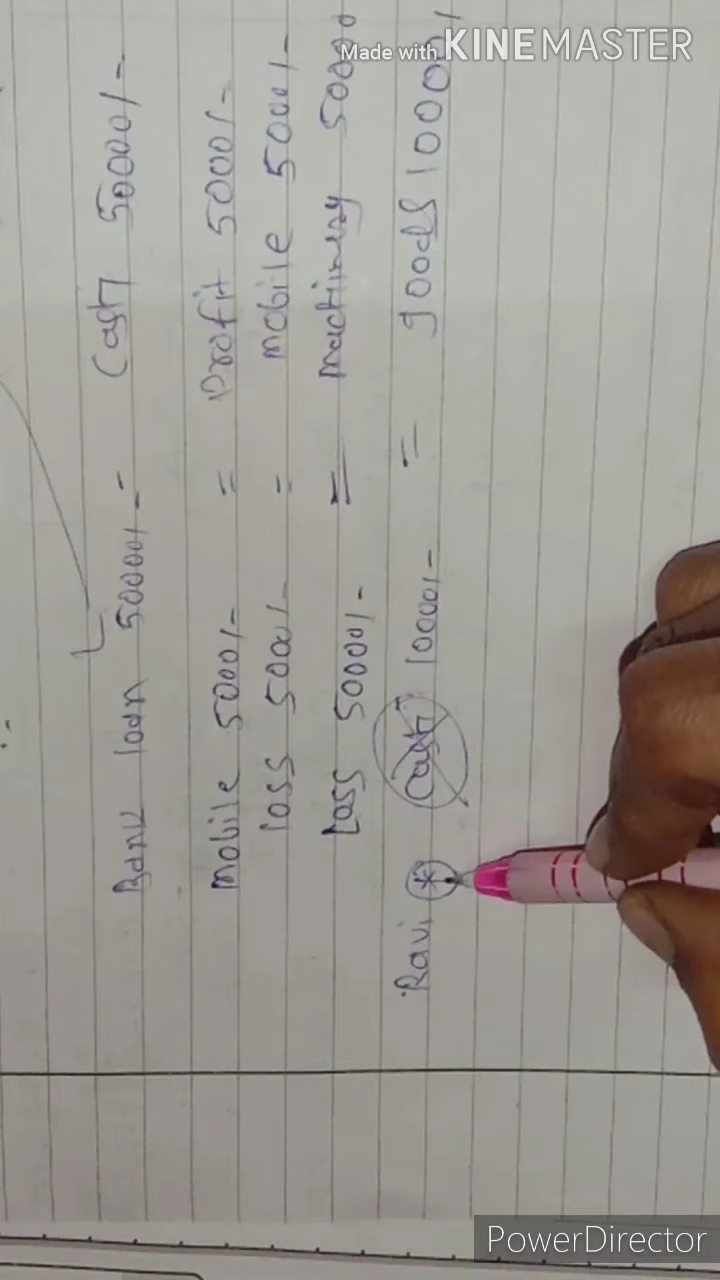 Made with KINEMASTER
Bank loan 50000/- = Cash 50000/-
mobile 5000/- = Profit 5000/-
loss 5000/- = mobile 5000/-
Loss 50000/- = machinery 50000
Ravi * Cash 10000/- = goods 10000/
PowerDirector